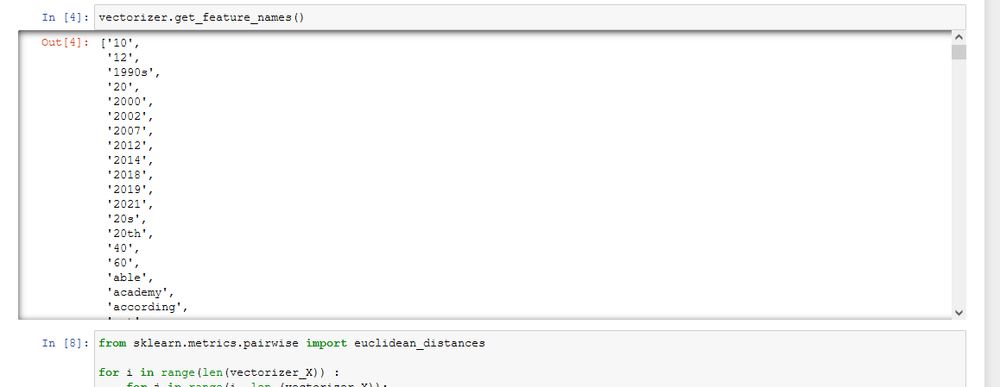 In [4]: vectorizer.get_feature_names()
Out[4]: ['10',
'12',
'1990s',
'20',
'2000',
'2002',
'2007',
'2012',
'2014',
'2018',
'2019',
'2021',
'20s',
'20th',
'40',
'60',
'able',
'academy',
'according',
In [8]: from sklearn.metrics.pairwise import euclidean_distances
for i in range(len(vectorizer_X)) :